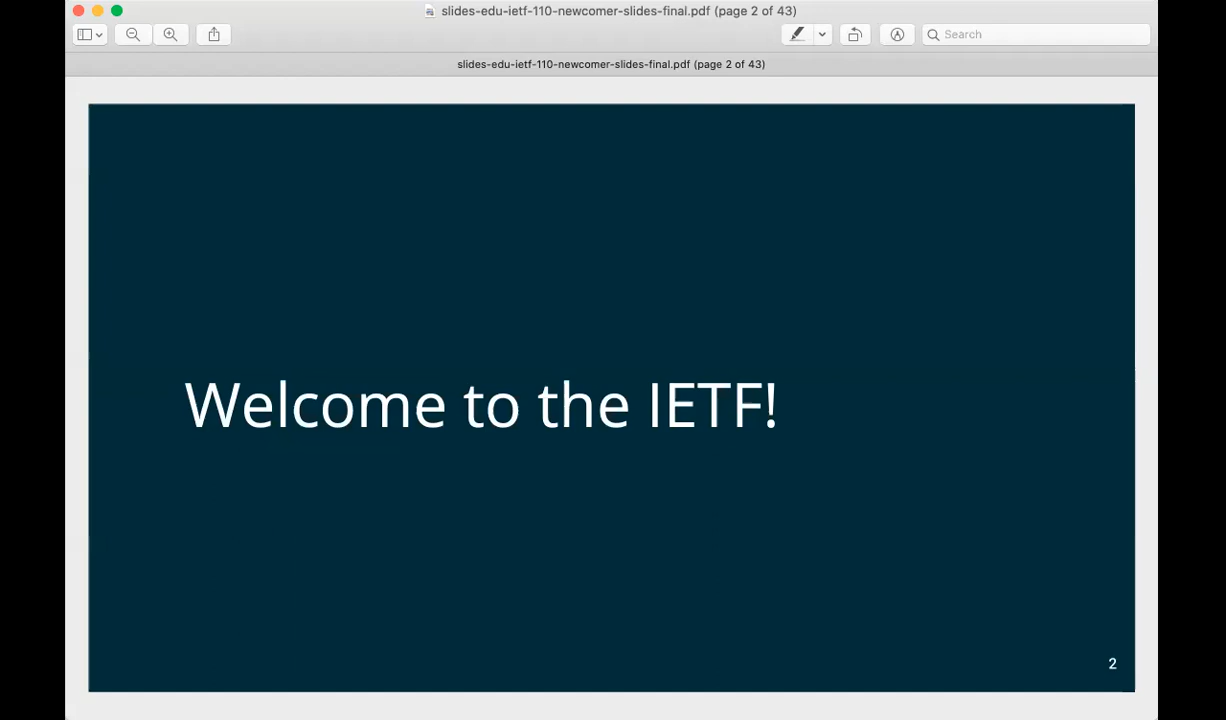 slides-edu-ietf-110-newcomer-slides-final.pdf (page 2 of 43)
Search
slides-edu-ietf-110-newcomer-slides-final.pdf (page 2 of 43)
Welcome to the IETF!
2